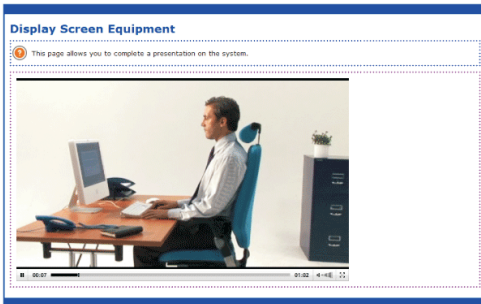 Display Screen Equipment
This page allows you to complete a presentation on the system.
00:07 01:02